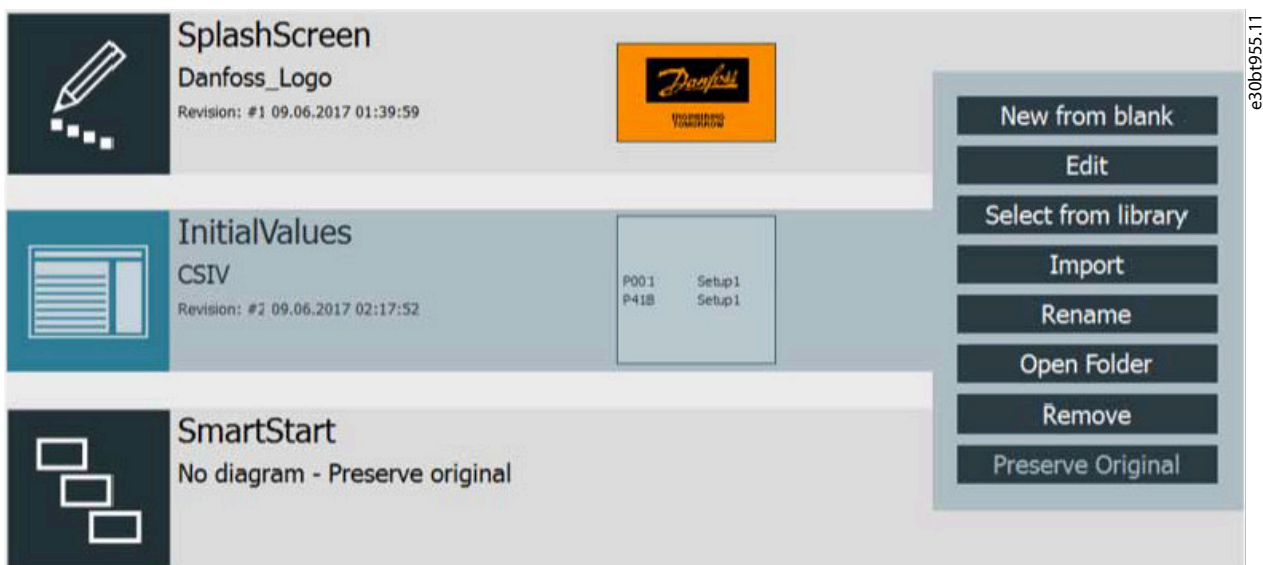 SplashScreen
Danfoss_Logo
Revision: #1 09.06.2017 01:39:59
Danfoss
ENGINEERING
TOMORROW
InitialValues
CSIV
Revision: #2 09.06.2017 02:17:52
P001 Setup1
P418 Setup1
SmartStart
No diagram - Preserve original
New from blank
Edit
Select from library
Import
Rename
Open Folder
Remove
Preserve Original
e30bt955.11